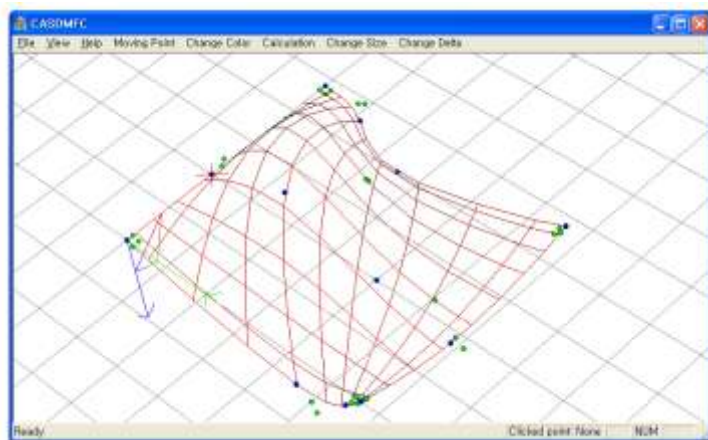 CASDMFC
File View Help Moving Point Change Color Calculation Change Size Change Delta
Ready Clicked point: None NUM